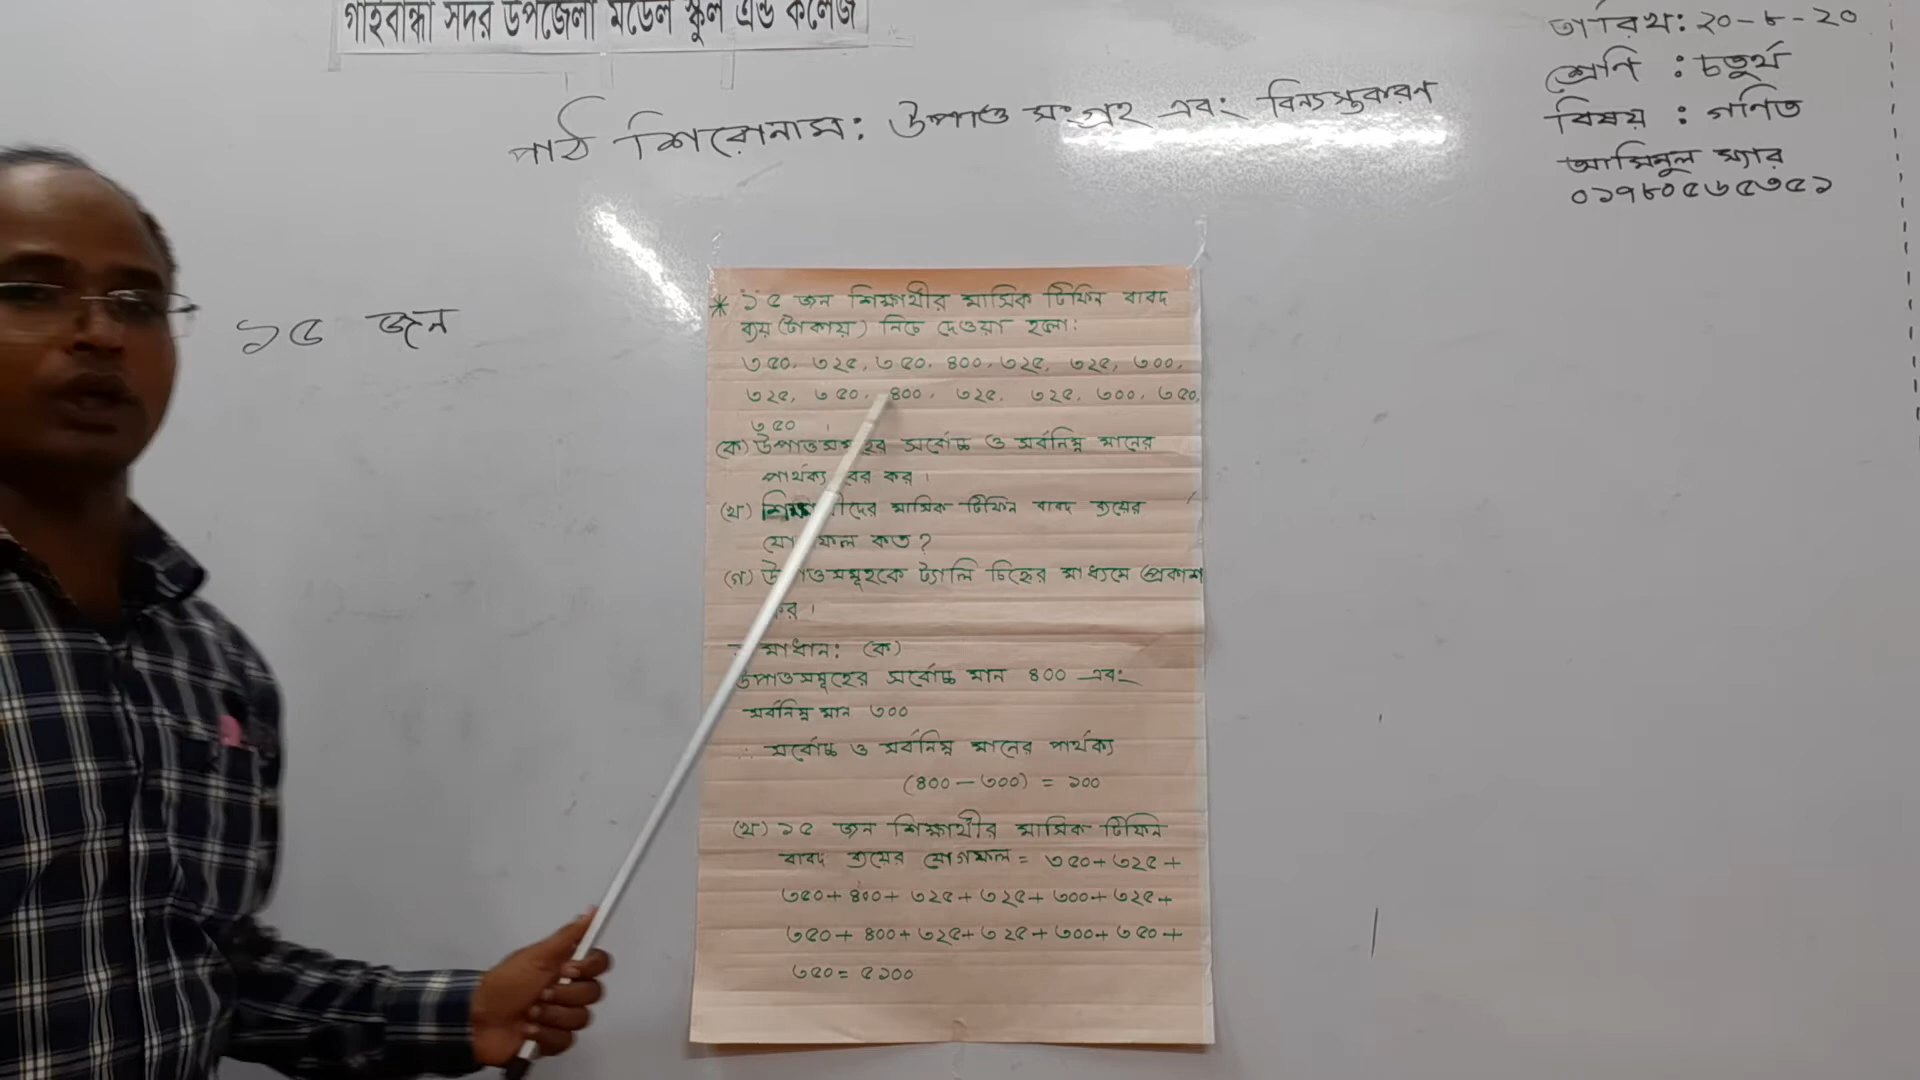 গাইবান্ধা সদর উপজেলা মডেল স্কুল এন্ড কলেজ
তারিখ: ২০-৮-২০
শ্রেণি : চতুর্থ
বিষয় : গণিত
আমিনুল স্যার
০১৭৮০৫৬৫৩৫১
পাঠ শিরোনাম: উপাত্ত সংগ্রহ এবং বিন্যস্তকরণ
১৫ জন
* ১৫ জন শিক্ষার্থীর মাসিক টিফিন বাবদ
ব্যয় (টাকায়) নিচে দেওয়া হলো:
৩৫০, ৩২৫, ৩৫০, ৪০০, ৩২৫, ৩২৫, ৩০০,
৩২৫, ৩৫০, ৪০০, ৩২৫, ৩২৫, ৩০০, ৩৫০,
৩৫০ ।
(ক) উপাত্তসমূহের সর্বোচ্চ ও সর্বনিম্ন মানের
পার্থক্য বের কর ।
(খ) শিক্ষার্থীদের মাসিক টিফিন বাবদ ব্যয়ের
যোগফল কত?
(গ) উপাত্তসমূহকে ট্যালি চিহ্নের মাধ্যমে প্রকাশ
কর ।
সমাধান: (ক)
উপাত্তসমূহের সর্বোচ্চ মান ৪০০ এবং
সর্বনিম্ন মান ৩০০
∴ সর্বোচ্চ ও সর্বনিম্ন মানের পার্থক্য
(৪০০ – ৩০০) = ১০০
(খ) ১৫ জন শিক্ষার্থীর মাসিক টিফিন
বাবদ ব্যয়ের যোগফল = ৩৫০+ ৩২৫ +
৩৫০+ ৪০০+ ৩২৫+ ৩২৫+ ৩০০+ ৩২৫+
৩৫০+ ৪০০+ ৩২৫+ ৩২৫+ ৩০০+ ৩৫০+
৩৫০= ৫১০০